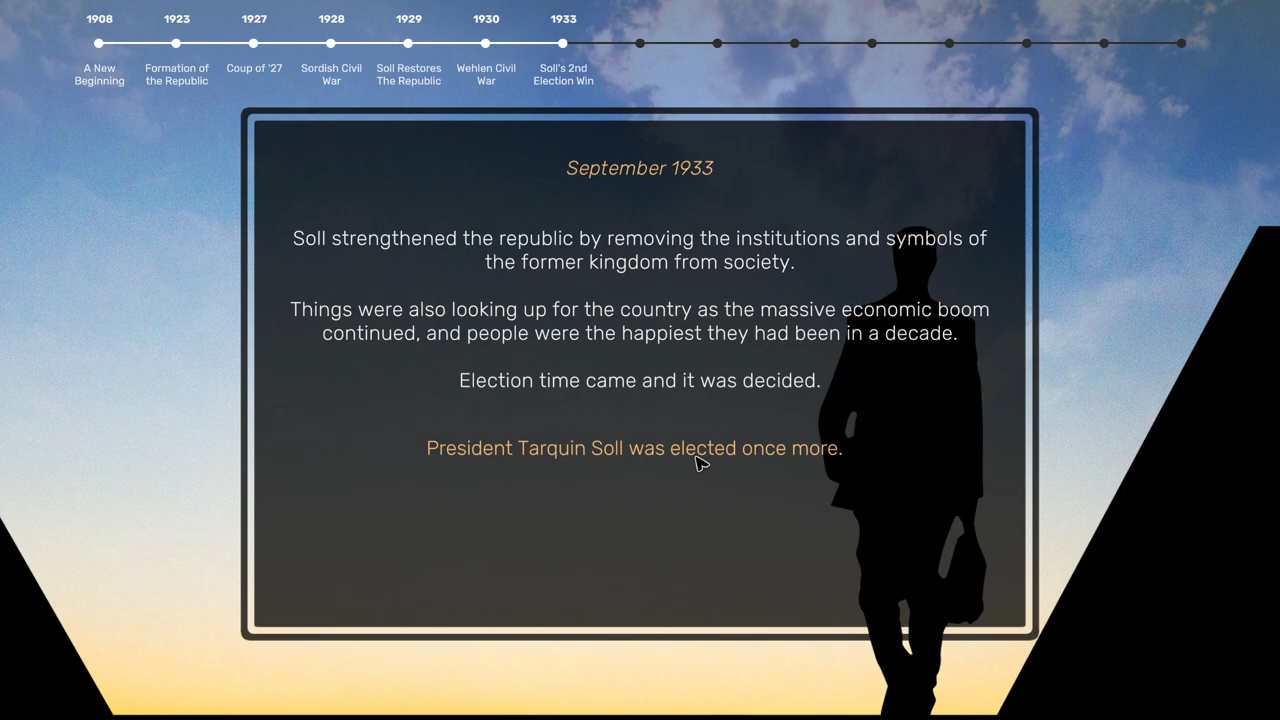 1908 1923 1927 1928 1929 1930 1933
A New Formation of Coup of '27 Sordish Civil Soll Restores Wehlen Civil Soll's 2nd
Beginning the Republic War The Republic War Election Win
September 1933
Soll strengthened the republic by removing the institutions and symbols of
the former kingdom from society.
Things were also looking up for the country as the massive economic boom
continued, and people were the happiest they had been in a decade.
Election time came and it was decided.
President Tarquin Soll was elected once more.